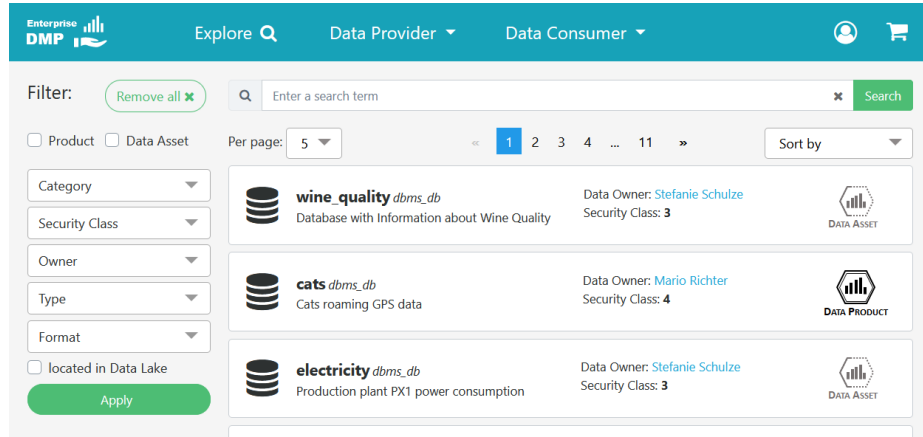 Enterprise
DMP
Explore
Data Provider
Data Consumer
Filter:
Remove all ×
Enter a search term
×
Search
Product
Data Asset
Per page:
5
«
1
2
3
4
...
11
»
Sort by
Category
Security Class
Owner
Type
Format
located in Data Lake
Apply
wine_quality dbms_db
Database with Information about Wine Quality
Data Owner: Stefanie Schulze
Security Class: 3
DATA ASSET
cats dbms_db
Cats roaming GPS data
Data Owner: Mario Richter
Security Class: 4
DATA PRODUCT
electricity dbms_db
Production plant PX1 power consumption
Data Owner: Stefanie Schulze
Security Class: 3
DATA ASSET